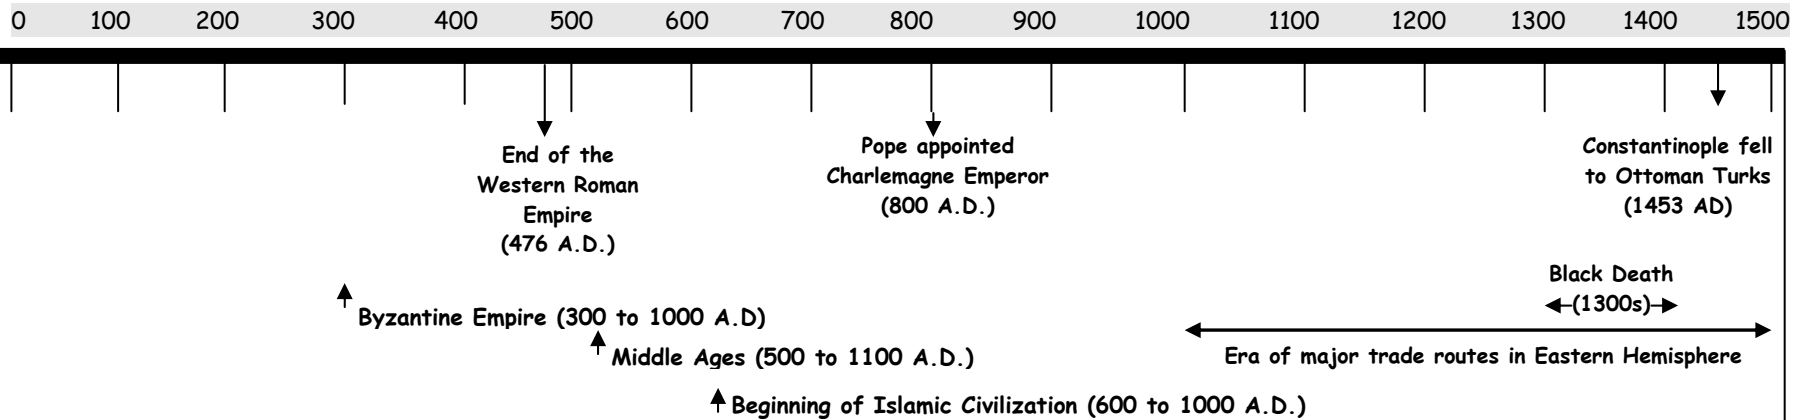 0 100 200 300 400 500 600 700 800 900 1000 1100 1200 1300 1400 1500
End of the
Western Roman
Empire
(476 A.D.)
Pope appointed
Charlemagne Emperor
(800 A.D.)
Constantinople fell
to Ottoman Turks
(1453 AD)
Black Death
(1300s)
Byzantine Empire (300 to 1000 A.D)
Middle Ages (500 to 1100 A.D.)
Era of major trade routes in Eastern Hemisphere
Beginning of Islamic Civilization (600 to 1000 A.D.)